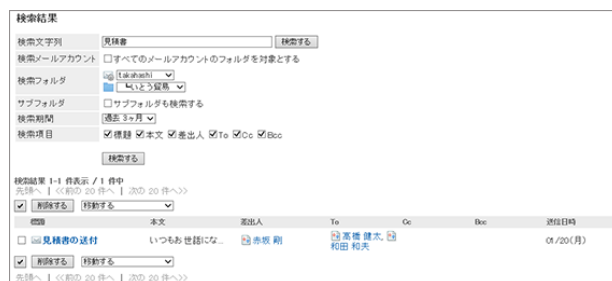 検索結果
検索文字列 見積書 検索する
検索メールアカウント すべてのメールアカウントのフォルダを対象とする
検索フォルダ takahashi
┗いとう貿易
サブフォルダ サブフォルダも検索する
検索期間 過去 3ヶ月
検索項目 標題 本文 差出人 To Cc Bcc
検索する
検索結果 1-1 件表示 / 1 件中
先頭へ | <<前の 20 件へ | 次の 20 件へ>>
削除する 移動する
標題 本文 差出人 To Cc Bcc 送信日時
見積書の送付 いつもお世話にな... 赤坂 剛 高橋 健太, 和田 和夫 01/20(月)
削除する 移動する
先頭へ | <<前の 20 件へ | 次の 20 件へ>>